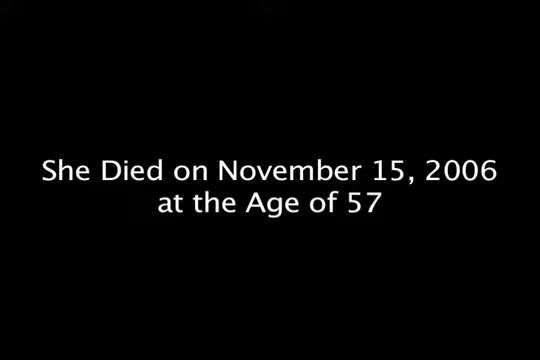 She Died on November 15, 2006
at the Age of 57